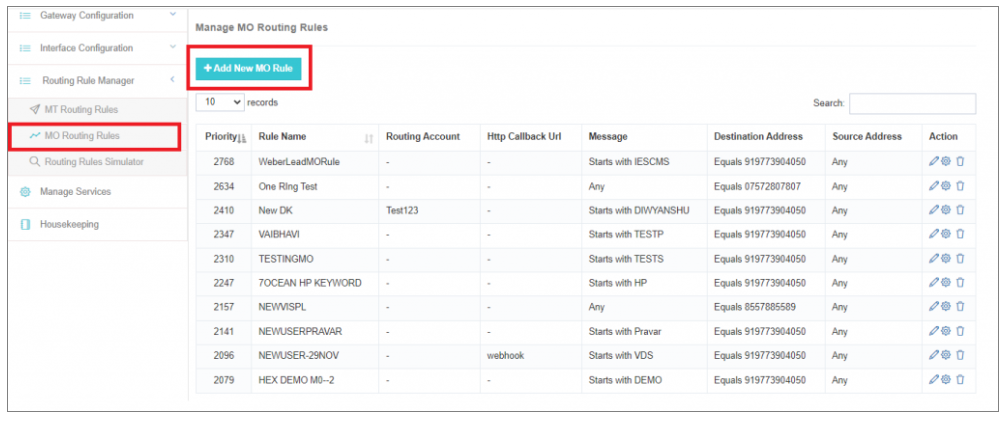 Gateway Configuration
Interface Configuration
Routing Rule Manager
MT Routing Rules
MO Routing Rules
Routing Rules Simulator
Manage Services
Housekeeping
Manage MO Routing Rules
+ Add New MO Rule
10 records
Search:
Priority Rule Name Routing Account Http Callback Url Message Destination Address Source Address Action
2768 WeberLeadMORule - - Starts with IESCMS Equals 919773904050 Any
2634 One RIng Test - - Any Equals 07572807807 Any
2410 New DK Test123 - Starts with DIWYANSHU Equals 919773904050 Any
2347 VAIBHAVI - - Starts with TESTP Equals 919773904050 Any
2310 TESTINGMO - - Starts with TESTS Equals 919773904050 Any
2247 7OCEAN HP KEYWORD - - Starts with HP Equals 919773904050 Any
2157 NEWVISPL - - Any Equals 8557885589 Any
2141 NEWUSERPRAVAR - - Starts with Pravar Equals 919773904050 Any
2096 NEWUSER-29NOV - webhook Starts with VDS Equals 919773904050 Any
2079 HEX DEMO M0--2 - - Starts with DEMO Equals 919773904050 Any